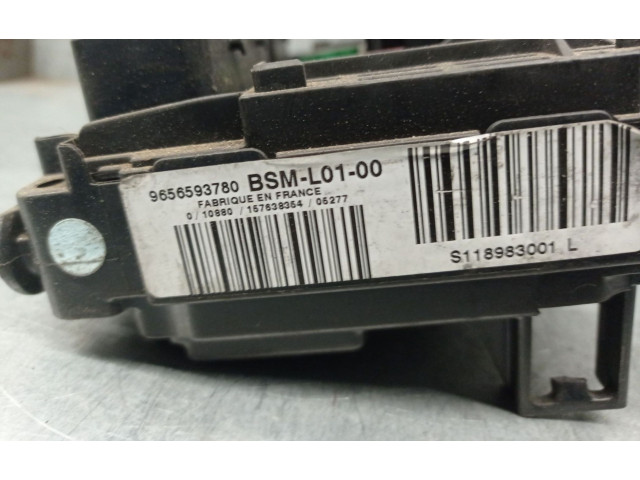 9656593780 BSM-L01-00
FABRIQUE EN FRANCE
0/10880/157638354/05277
S118983001 L